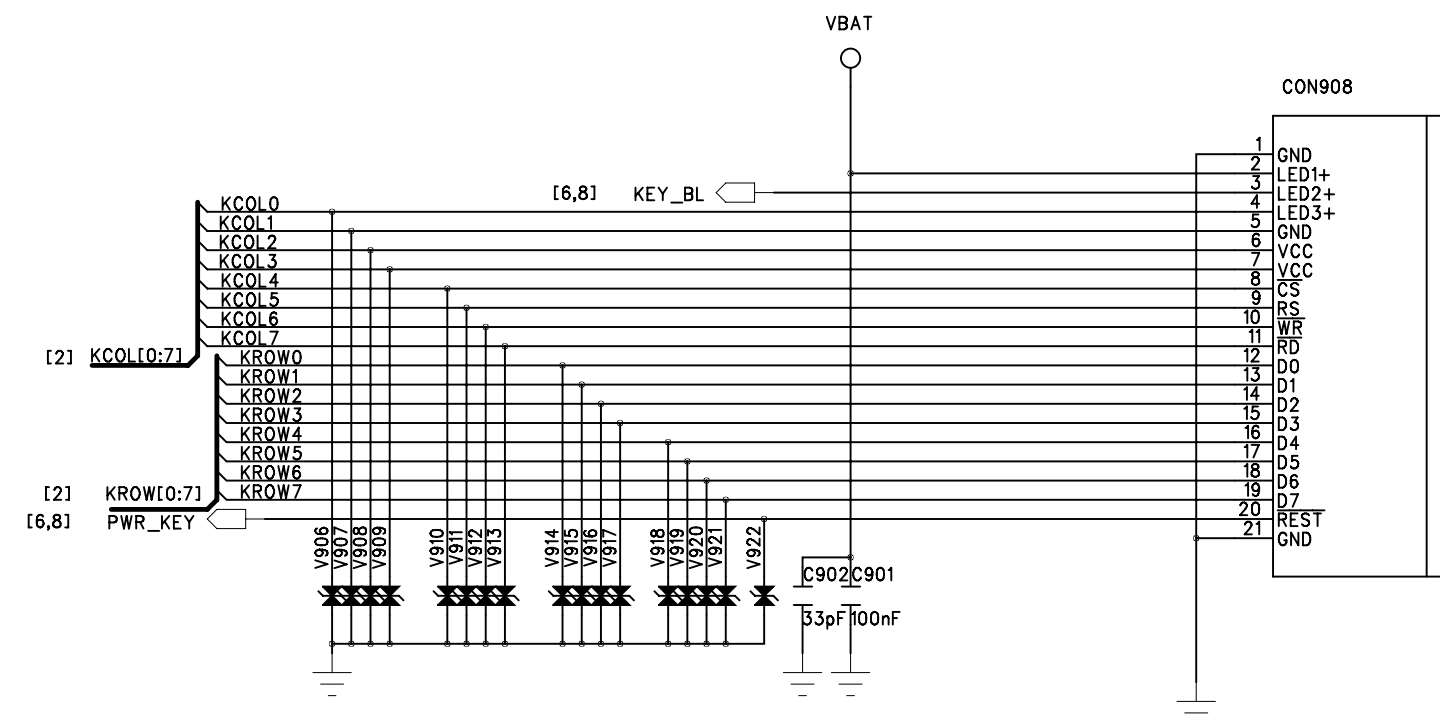 VBAT
CON908
1
GND
2
LED1+
[6,8] KEY_BL
3
LED2+
KCOL0
4
LED3+
KCOL1
5
GND
KCOL2
6
VCC
KCOL3
7
VCC
KCOL4
8
CS
KCOL5
9
RS
KCOL6
10
WR
KCOL7
11
RD
[2] KCOL[0:7]
KROW0
12
D0
KROW1
13
D1
KROW2
14
D2
KROW3
15
D3
KROW4
16
D4
KROW5
17
D5
KROW6
18
D6
[2] KROW[0:7]
KROW7
19
D7
[6,8] PWR_KEY
20
REST
21
GND
V906
V907
V908
V909
V910
V911
V912
V913
V914
V915
V916
V917
V918
V919
V920
V921
V922
C902
C901
33pF
100nF